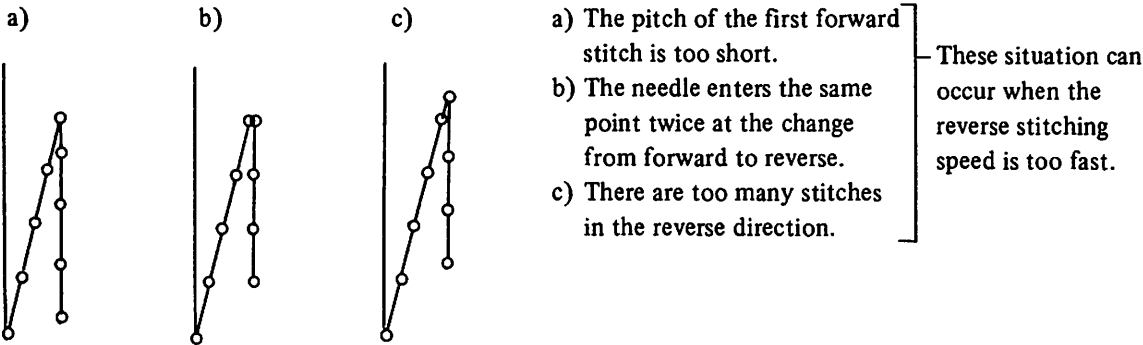 a)
b)
c)
a) The pitch of the first forward
stitch is too short.
b) The needle enters the same
point twice at the change
from forward to reverse.
c) There are too many stitches
in the reverse direction.
These situation can
occur when the
reverse stitching
speed is too fast.